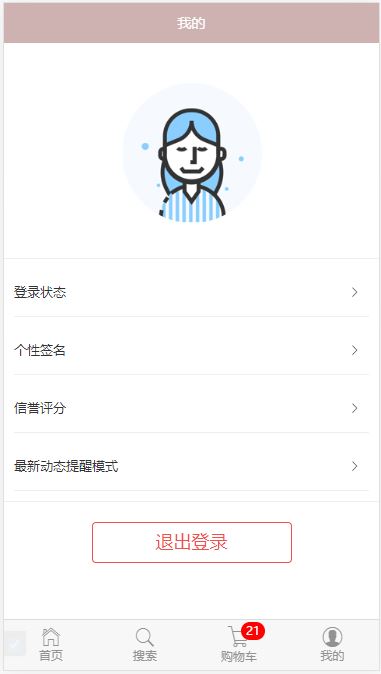 我的
登录状态
个性签名
信誉评分
最新动态提醒模式
退出登录
首页
搜索
21
购物车
我的